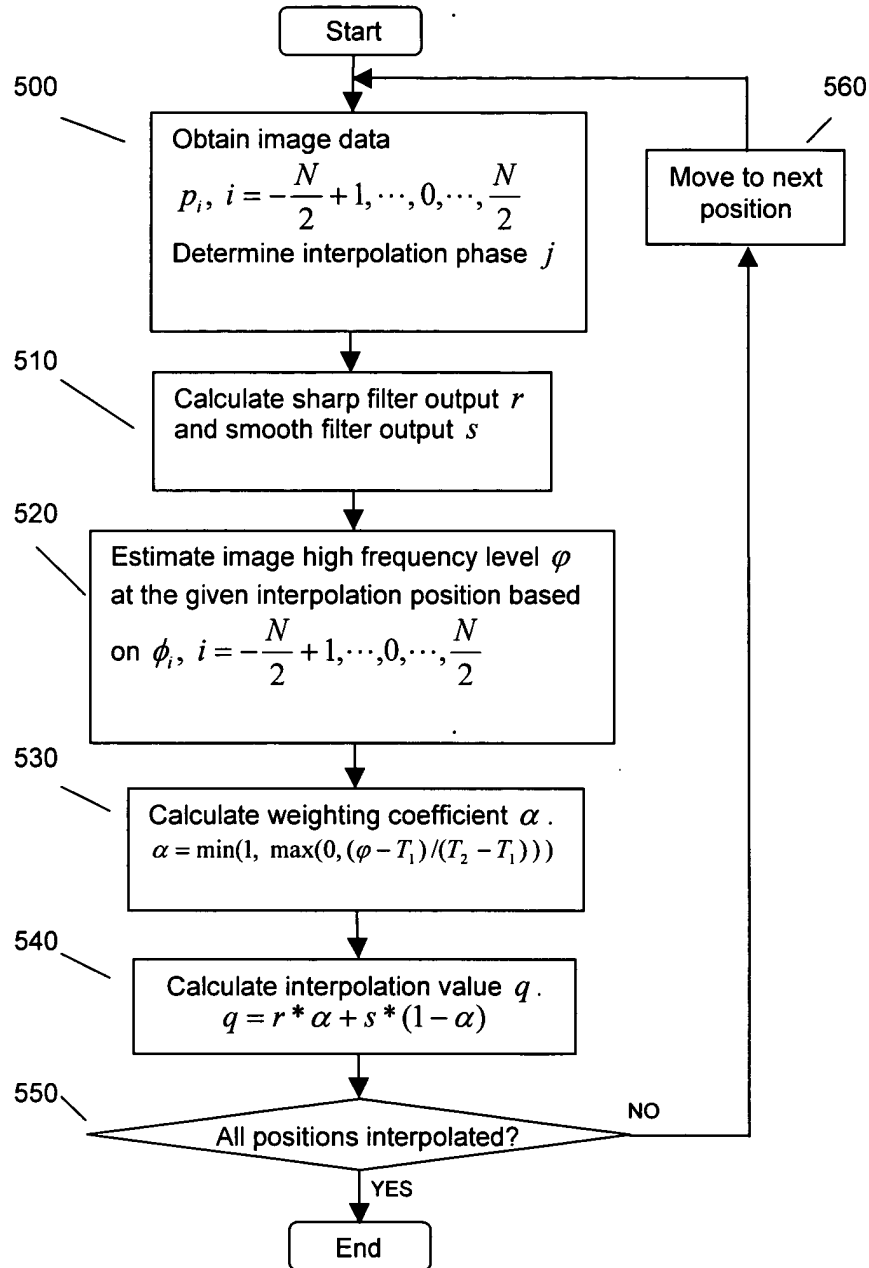 Start
500
560
Obtain image data
p_i, i = -N/2 + 1, ⋯, 0, ⋯, N/2
Determine interpolation phase j
Move to next
position
510
Calculate sharp filter output r
and smooth filter output s
520
Estimate image high frequency level φ
at the given interpolation position based
on ϕ_i, i = -N/2 + 1, ⋯, 0, ⋯, N/2
530
Calculate weighting coefficient α .
α = min(1, max(0, (φ − T_1) /(T_2 − T_1 )))
540
Calculate interpolation value q .
q = r * α + s * (1 − α)
550
NO
All positions interpolated?
YES
End